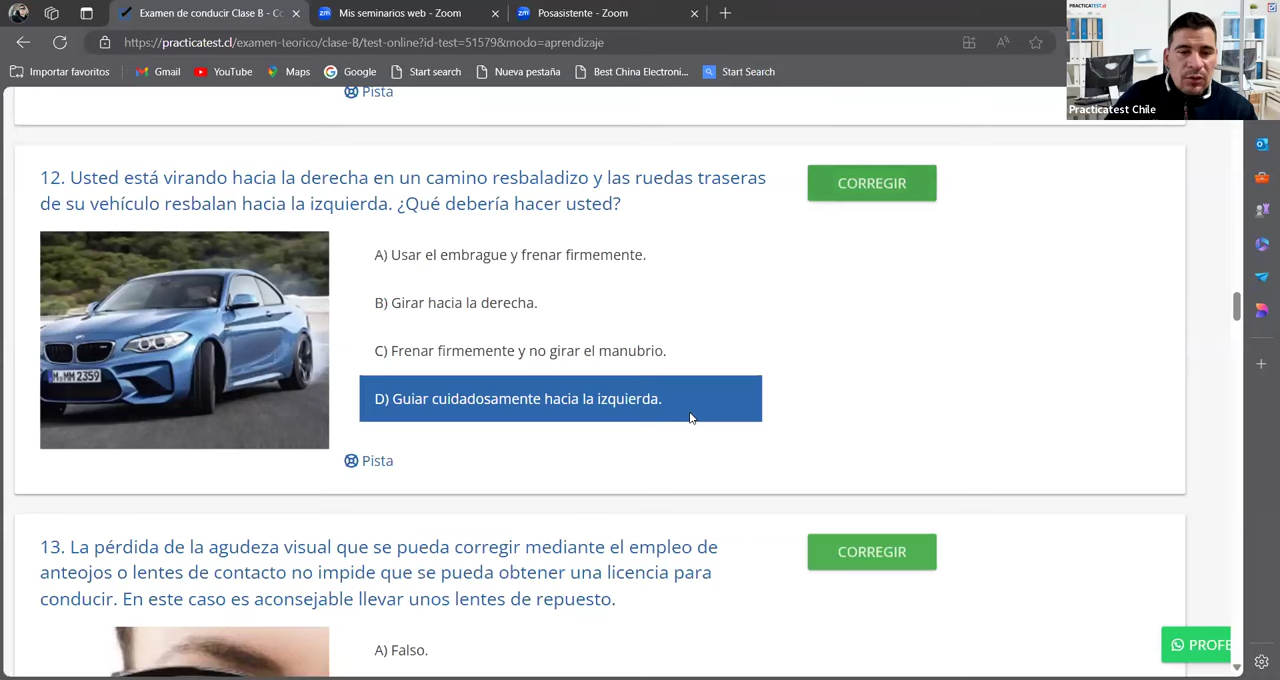 Examen de conducir Clase B - Co
Mis seminarios web - Zoom
Posasistente - Zoom
https://practicatest.cl/examen-teorico/clase-B/test-online?id-test=51579&modo=aprendizaje
Importar favoritos
Gmail
YouTube
Maps
Google
Start search
Nueva pestaña
Best China Electroni...
Start Search
PRACTICATEST.CL
Practicatest Chile
Pista
12. Usted está virando hacia la derecha en un camino resbaladizo y las ruedas traseras
de su vehículo resbalan hacia la izquierda. ¿Qué debería hacer usted?
CORREGIR
A) Usar el embrague y frenar firmemente.
B) Girar hacia la derecha.
C) Frenar firmemente y no girar el manubrio.
D) Guiar cuidadosamente hacia la izquierda.
M MM 2359
Pista
13. La pérdida de la agudeza visual que se pueda corregir mediante el empleo de
anteojos o lentes de contacto no impide que se pueda obtener una licencia para
conducir. En este caso es aconsejable llevar unos lentes de repuesto.
CORREGIR
A) Falso.
PROFE